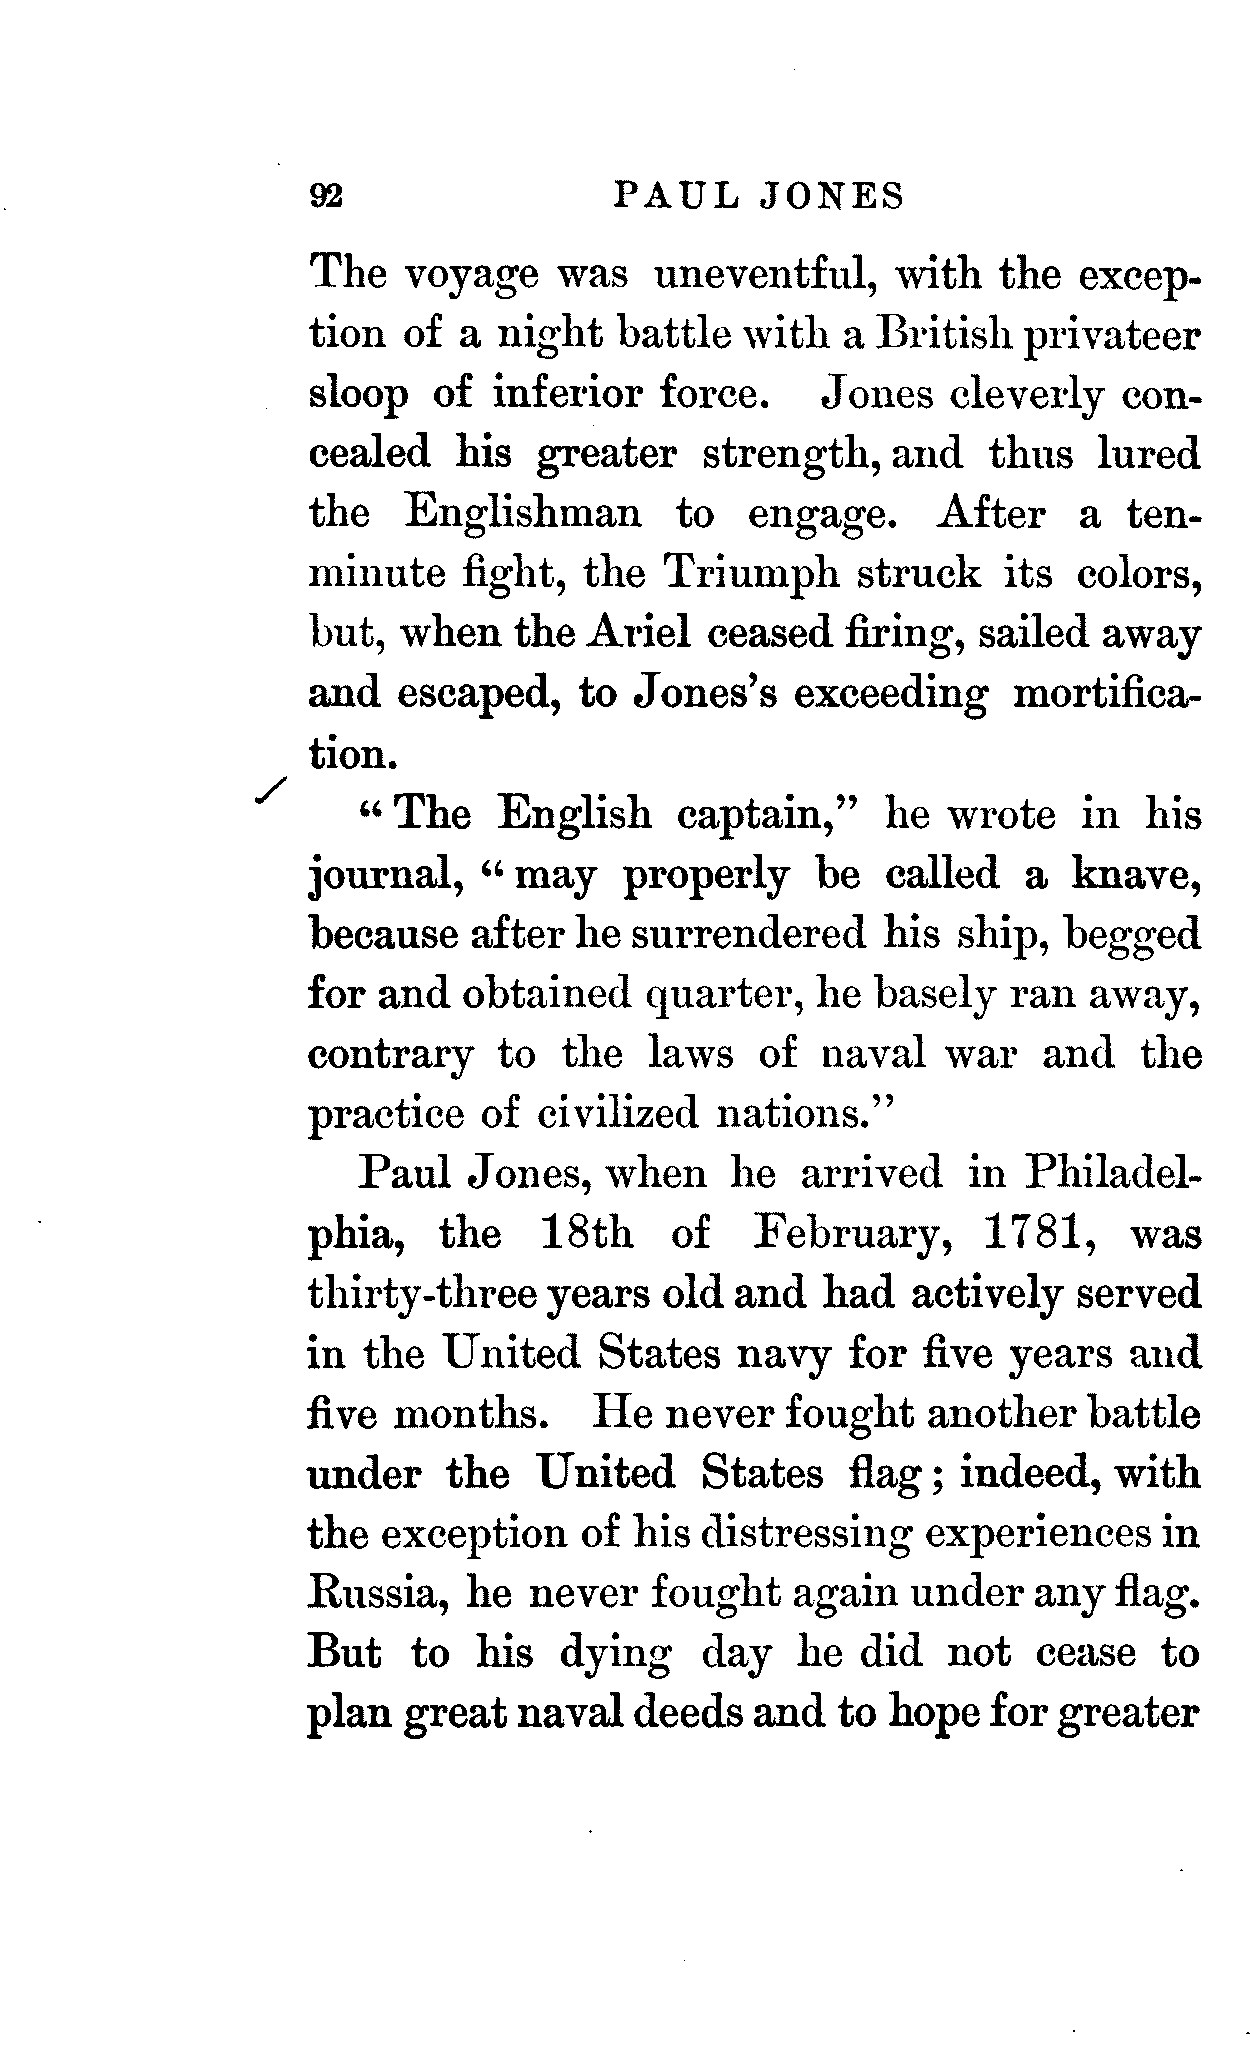 92 PAUL JONES
The voyage was uneventful, with the excep-
tion of a night battle with a British privateer
sloop of inferior force. Jones cleverly con-
cealed his greater strength, and thus lured
the Englishman to engage. After a ten-
minute fight, the Triumph struck its colors,
but, when the Ariel ceased firing, sailed away
and escaped, to Jones's exceeding mortifica-
tion.
"The English captain," he wrote in his
journal, "may properly be called a knave,
because after he surrendered his ship, begged
for and obtained quarter, he basely ran away,
contrary to the laws of naval war and the
practice of civilized nations."
Paul Jones, when he arrived in Philadel-
phia, the 18th of February, 1781, was
thirty-three years old and had actively served
in the United States navy for five years and
five months. He never fought another battle
under the United States flag; indeed, with
the exception of his distressing experiences in
Russia, he never fought again under any flag.
But to his dying day he did not cease to
plan great naval deeds and to hope for greater